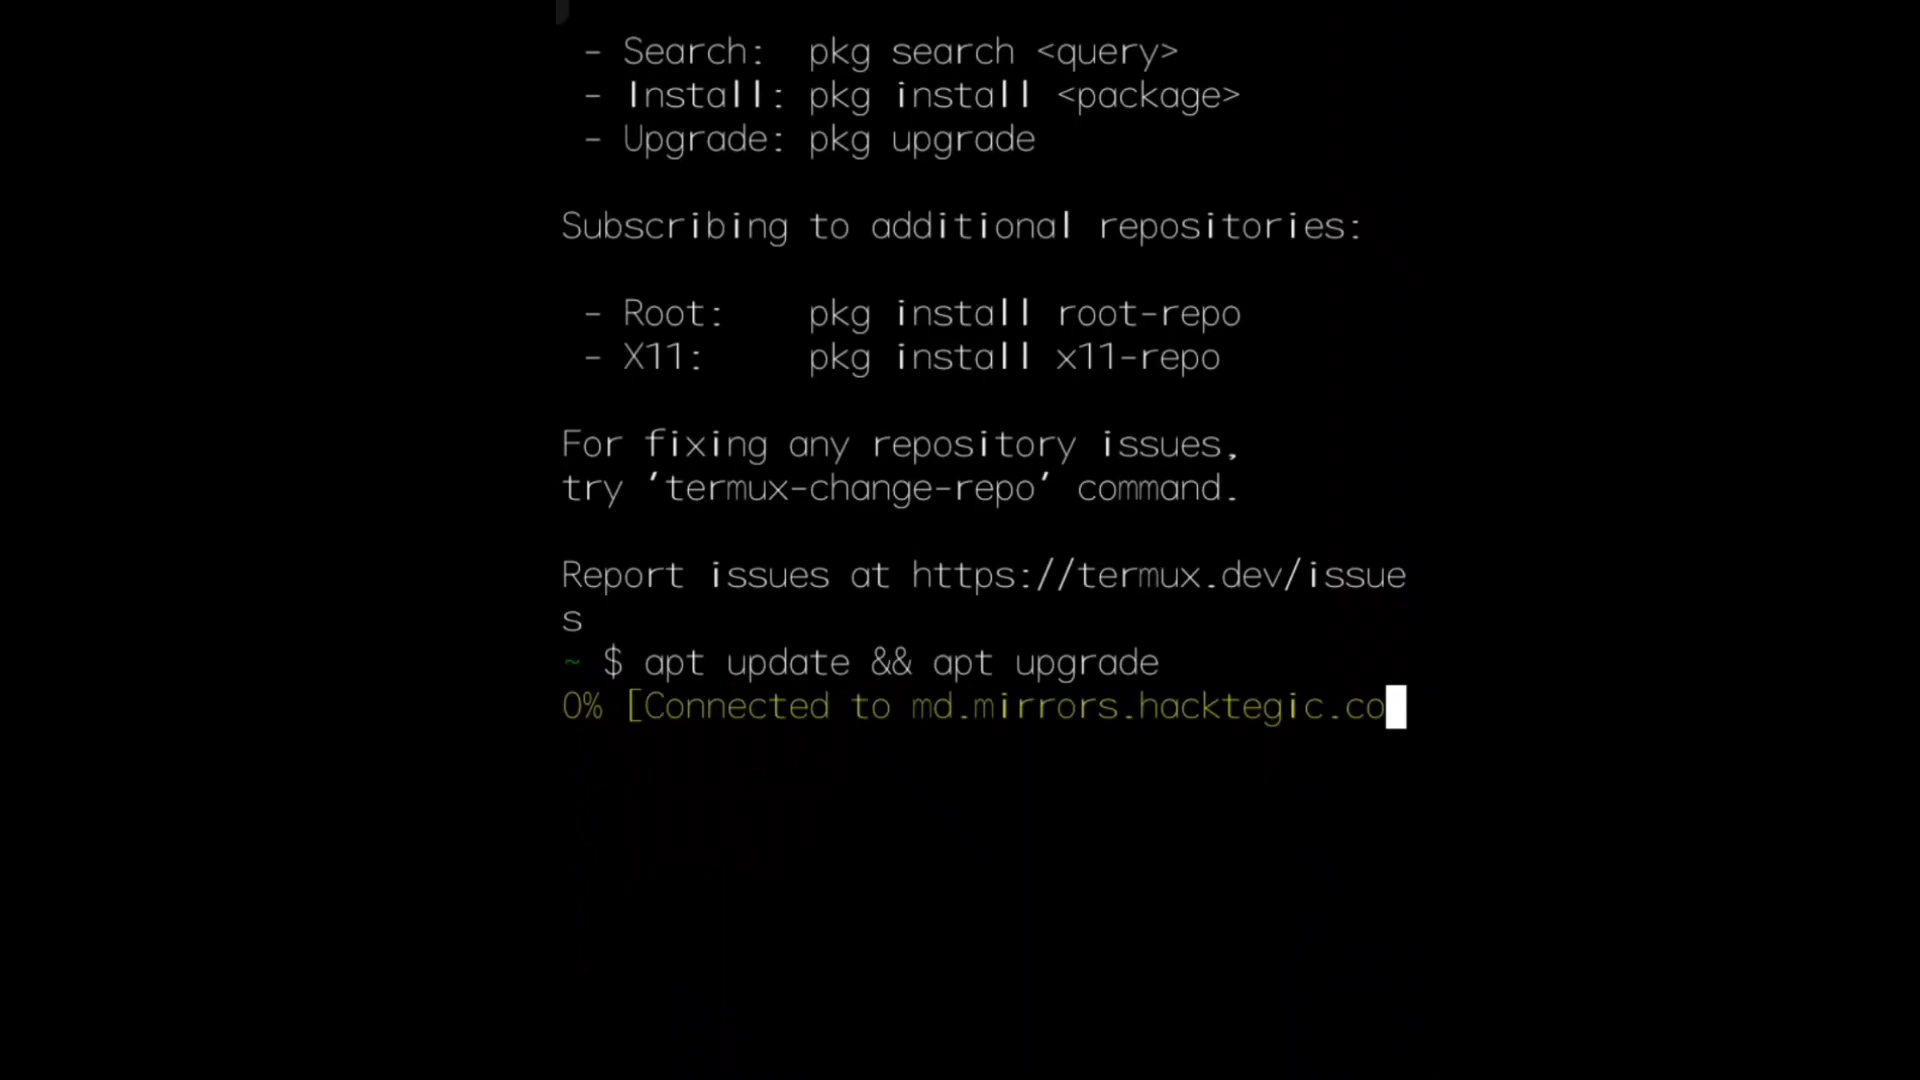 - Search:  pkg search <query>
- Install: pkg install <package>
- Upgrade: pkg upgrade
Subscribing to additional repositories:
- Root:    pkg install root-repo
- X11:     pkg install x11-repo
For fixing any repository issues,
try 'termux-change-repo' command.
Report issues at https://termux.dev/issue
s
~ $ apt update && apt upgrade
0% [Connected to md.mirrors.hacktegic.co